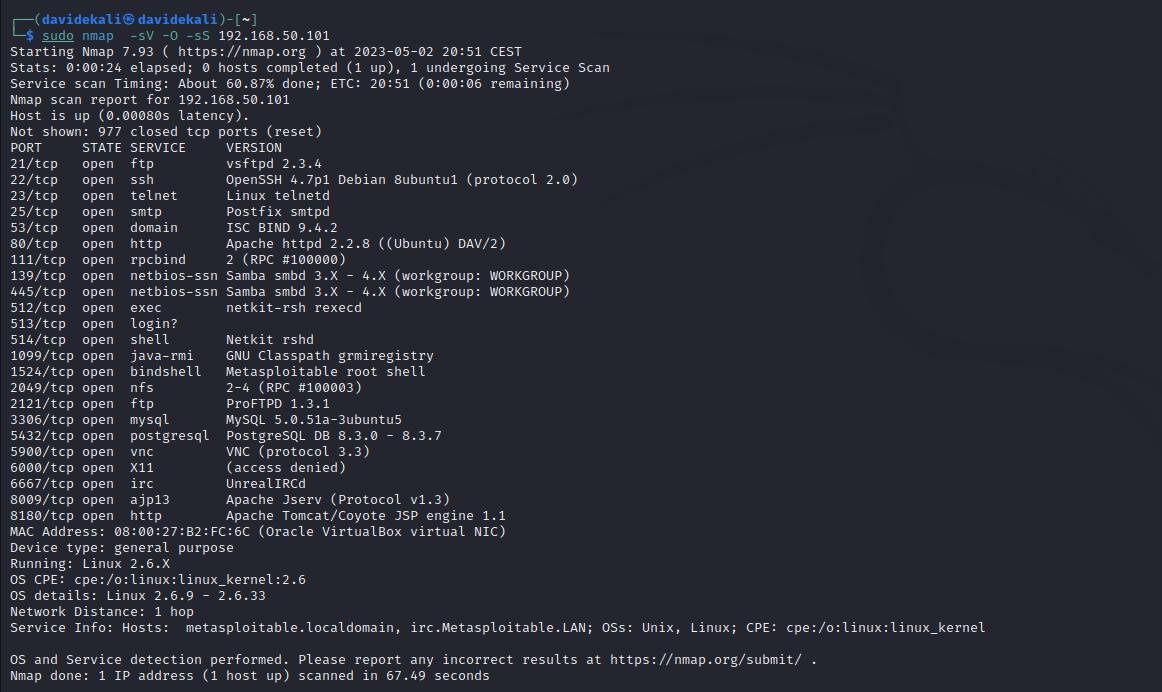 ┌──(davidekali㉿davidekali)-[~]
└─$ sudo nmap  -sV -O -sS 192.168.50.101
Starting Nmap 7.93 ( https://nmap.org ) at 2023-05-02 20:51 CEST
Stats: 0:00:24 elapsed; 0 hosts completed (1 up), 1 undergoing Service Scan
Service scan Timing: About 60.87% done; ETC: 20:51 (0:00:06 remaining)
Nmap scan report for 192.168.50.101
Host is up (0.00080s latency).
Not shown: 977 closed tcp ports (reset)
PORT     STATE SERVICE     VERSION
21/tcp   open  ftp         vsftpd 2.3.4
22/tcp   open  ssh         OpenSSH 4.7p1 Debian 8ubuntu1 (protocol 2.0)
23/tcp   open  telnet      Linux telnetd
25/tcp   open  smtp        Postfix smtpd
53/tcp   open  domain      ISC BIND 9.4.2
80/tcp   open  http        Apache httpd 2.2.8 ((Ubuntu) DAV/2)
111/tcp  open  rpcbind     2 (RPC #100000)
139/tcp  open  netbios-ssn Samba smbd 3.X - 4.X (workgroup: WORKGROUP)
445/tcp  open  netbios-ssn Samba smbd 3.X - 4.X (workgroup: WORKGROUP)
512/tcp  open  exec        netkit-rsh rexecd
513/tcp  open  login?
514/tcp  open  shell       Netkit rshd
1099/tcp open  java-rmi    GNU Classpath grmiregistry
1524/tcp open  bindshell   Metasploitable root shell
2049/tcp open  nfs         2-4 (RPC #100003)
2121/tcp open  ftp         ProFTPD 1.3.1
3306/tcp open  mysql       MySQL 5.0.51a-3ubuntu5
5432/tcp open  postgresql  PostgreSQL DB 8.3.0 - 8.3.7
5900/tcp open  vnc         VNC (protocol 3.3)
6000/tcp open  X11         (access denied)
6667/tcp open  irc         UnrealIRCd
8009/tcp open  ajp13       Apache Jserv (Protocol v1.3)
8180/tcp open  http        Apache Tomcat/Coyote JSP engine 1.1
MAC Address: 08:00:27:B2:FC:6C (Oracle VirtualBox virtual NIC)
Device type: general purpose
Running: Linux 2.6.X
OS CPE: cpe:/o:linux:linux_kernel:2.6
OS details: Linux 2.6.9 - 2.6.33
Network Distance: 1 hop
Service Info: Hosts:  metasploitable.localdomain, irc.Metasploitable.LAN; OSs: Unix, Linux; CPE: cpe:/o:linux:linux_kernel
OS and Service detection performed. Please report any incorrect results at https://nmap.org/submit/ .
Nmap done: 1 IP address (1 host up) scanned in 67.49 seconds